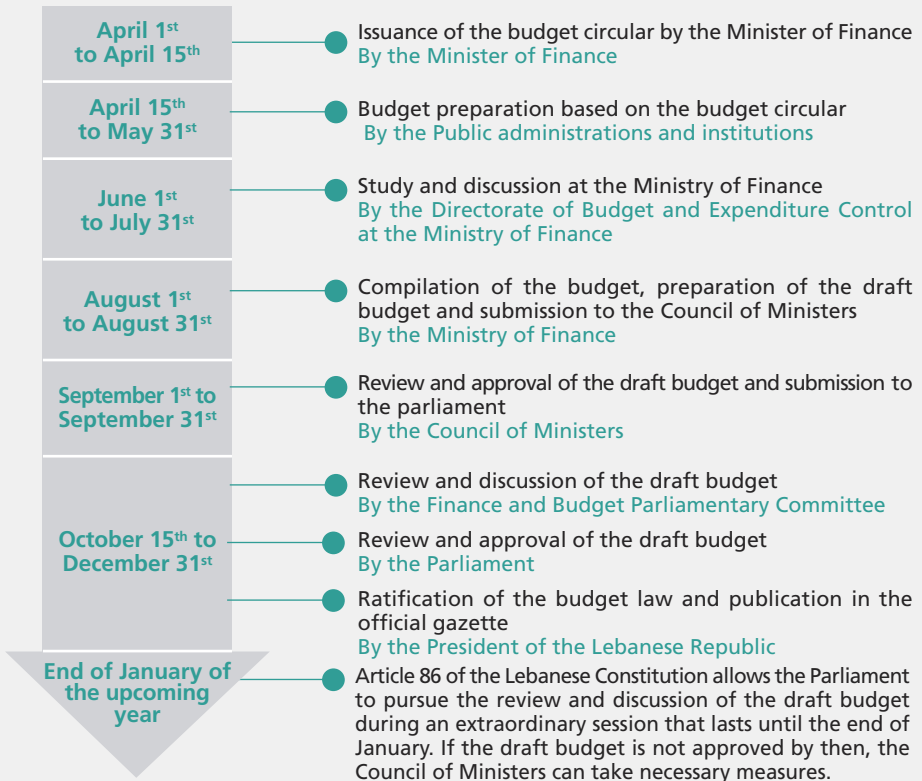 April 1st
to April 15th
Issuance of the budget circular by the Minister of Finance
By the Minister of Finance
April 15th
to May 31st
Budget preparation based on the budget circular
By the Public administrations and institutions
June 1st
to July 31st
Study and discussion at the Ministry of Finance
By the Directorate of Budget and Expenditure Control
at the Ministry of Finance
August 1st
to August 31st
Compilation of the budget, preparation of the draft
budget and submission to the Council of Ministers
By the Ministry of Finance
September 1st to
September 31st
Review and approval of the draft budget and submission to
the parliament
By the Council of Ministers
October 15th to
December 31st
Review and discussion of the draft budget
By the Finance and Budget Parliamentary Committee
Review and approval of the draft budget
By the Parliament
Ratification of the budget law and publication in the
official gazette
By the President of the Lebanese Republic
End of January of
the upcoming
year
Article 86 of the Lebanese Constitution allows the Parliament
to pursue the review and discussion of the draft budget
during an extraordinary session that lasts until the end of
January. If the draft budget is not approved by then, the
Council of Ministers can take necessary measures.